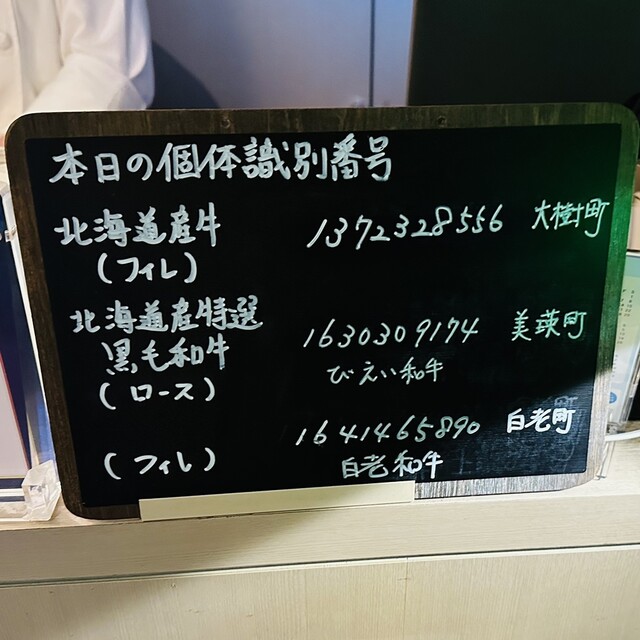 本日の個体識別番号
北海道産牛 1372328556 大樹町
(フィレ)
北海道産特選 1630309174 美瑛町
黒毛和牛 びえい和牛
(ロース)
1641465890 白老町
(フィレ) 白老和牛